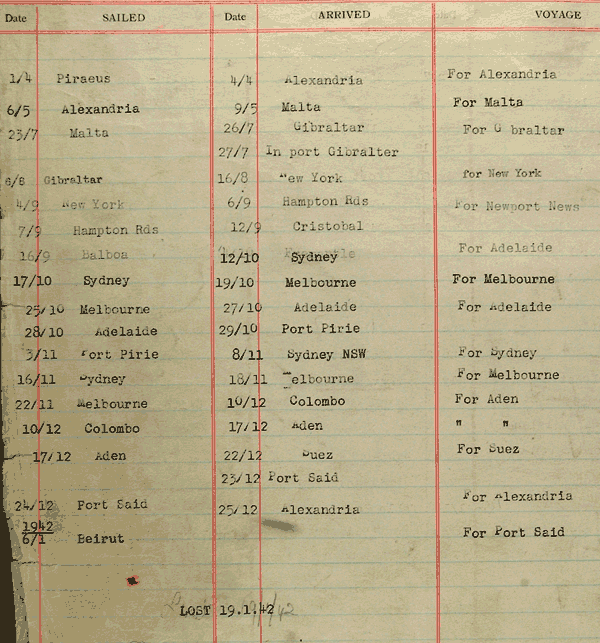 Date SAILED Date ARRIVED VOYAGE
1/4 Piraeus 4/4 Alexandria For Alexandria
6/5 Alexandria 9/5 Malta For Malta
23/7 Malta 26/7 Gibraltar For G braltar
27/7 In port Gibralter
6/8 Gibraltar 16/8 New York for New York
4/9 New York 6/9 Hampton Rds For Newport News
7/9 Hampton Rds 12/9 Cristobal
16/9 Balboa 12/10 Sydney For Adelaide
17/10 Sydney 19/10 Melbourne For Melbourne
25/10 Melbourne 27/10 Adelaide For Adelaide
28/10 Adelaide 29/10 Port Pirie
3/11 Port Pirie 8/11 Sydney NSW For Sydney
16/11 Sydney 18/11 Melbourne For Melbourne
22/11 Melbourne 10/12 Colombo For Aden
10/12 Colombo 17/12 Aden " "
17/12 Aden 22/12 Suez For Suez
23/12 Port Said
24/12 Port Said 25/12 Alexandria For Alexandria
1942
6/1 Beirut For Port Said
LOST 19.1.42